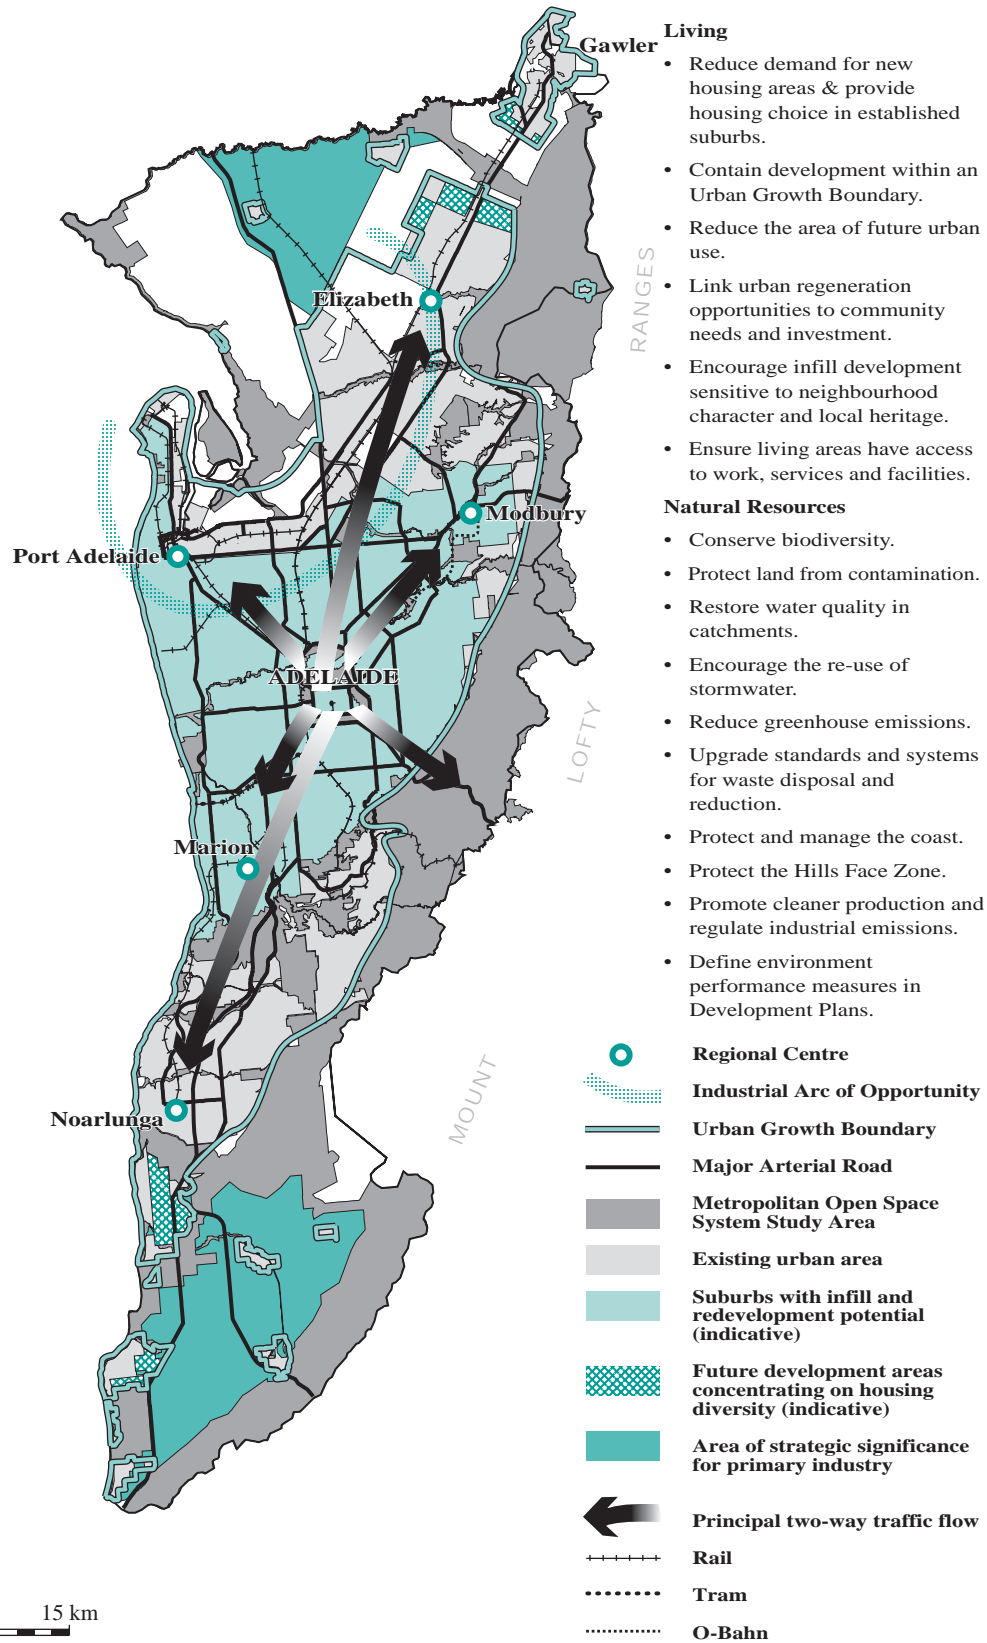 Gawler
Elizabeth
Modbury
Port Adelaide
ADELAIDE
Marion
Noarlunga
RANGES
LOFTY
MOUNT
15 km
Living
• Reduce demand for new
housing areas & provide
housing choice in established
suburbs.
• Contain development within an
Urban Growth Boundary.
• Reduce the area of future urban
use.
• Link urban regeneration
opportunities to community
needs and investment.
• Encourage infill development
sensitive to neighbourhood
character and local heritage.
• Ensure living areas have access
to work, services and facilities.
Natural Resources
• Conserve biodiversity.
• Protect land from contamination.
• Restore water quality in
catchments.
• Encourage the re-use of
stormwater.
• Reduce greenhouse emissions.
• Upgrade standards and systems
for waste disposal and
reduction.
• Protect and manage the coast.
• Protect the Hills Face Zone.
• Promote cleaner production and
regulate industrial emissions.
• Define environment
performance measures in
Development Plans.
Regional Centre
Industrial Arc of Opportunity
Urban Growth Boundary
Major Arterial Road
Metropolitan Open Space
System Study Area
Existing urban area
Suburbs with infill and
redevelopment potential
(indicative)
Future development areas
concentrating on housing
diversity (indicative)
Area of strategic significance
for primary industry
Principal two-way traffic flow
Rail
Tram
O-Bahn